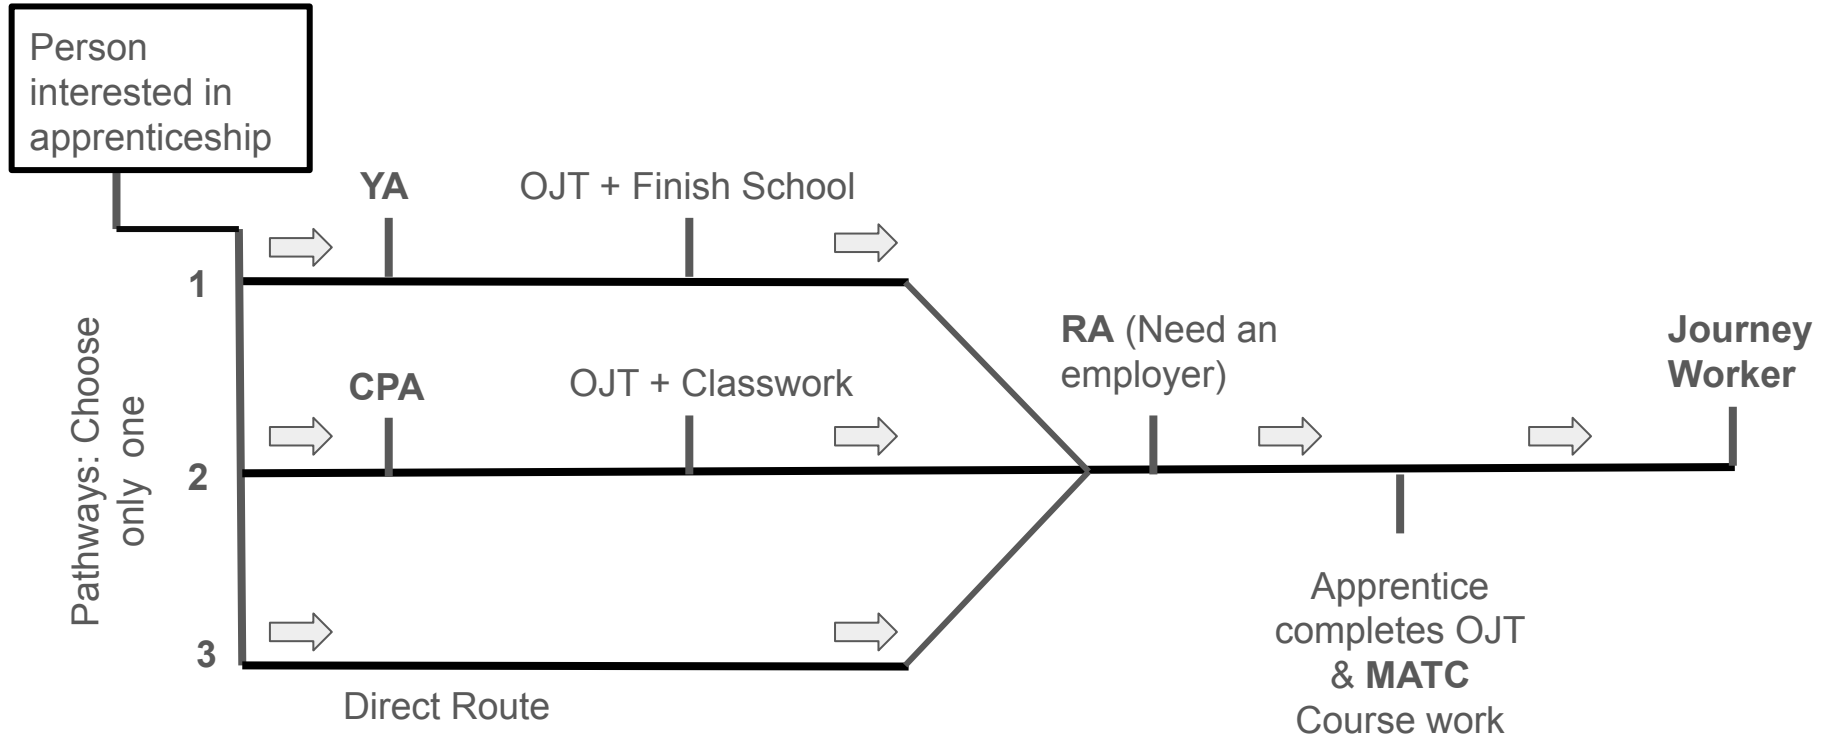 Person
interested in
apprenticeship
YA
OJT + Finish School
1
Pathways: Choose
only one
CPA
OJT + Classwork
2
3
Direct Route
RA (Need an
employer)
Apprentice
completes OJT
& MATC
Course work
Journey
Worker